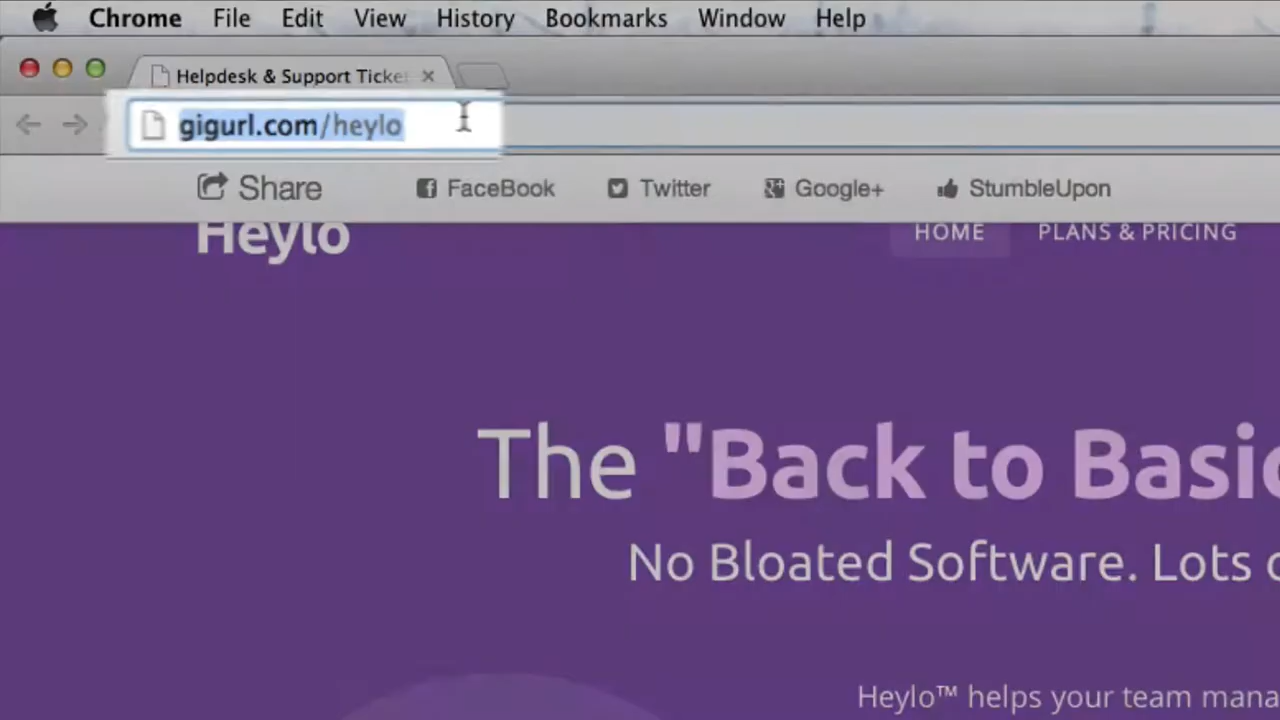 Chrome File Edit View History Bookmarks Window Help
Helpdesk & Support Ticke
gigurl.com/heylo
Share FaceBook Twitter Google+ StumbleUpon
Heylo HOME PLANS & PRICING
The "Back to Basic
No Bloated Software. Lots
Heylo™ helps your team mana